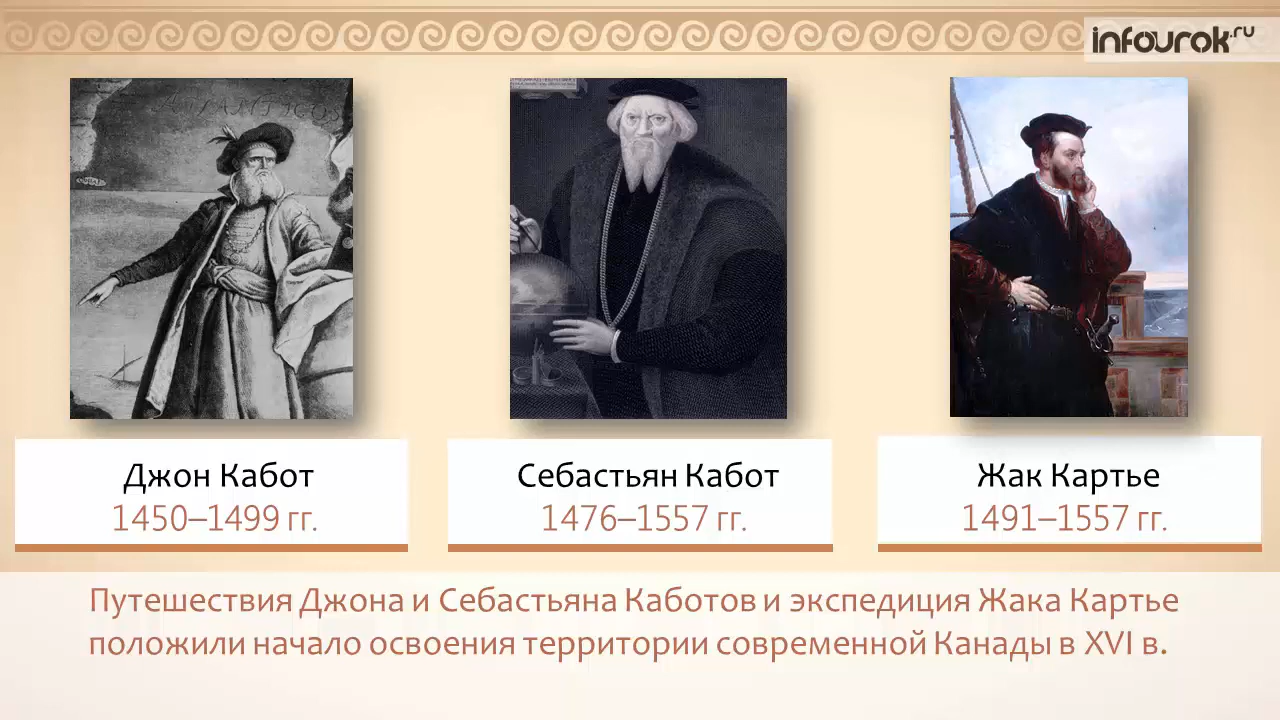 infourok.ru
ATLANTICO
Джон Кабот
1450–1499 гг.
Себастьян Кабот
1476–1557 гг.
Жак Картье
1491–1557 гг.
Путешествия Джона и Себастьяна Каботов и экспедиция Жака Картье
положили начало освоения территории современной Канады в XVI в.